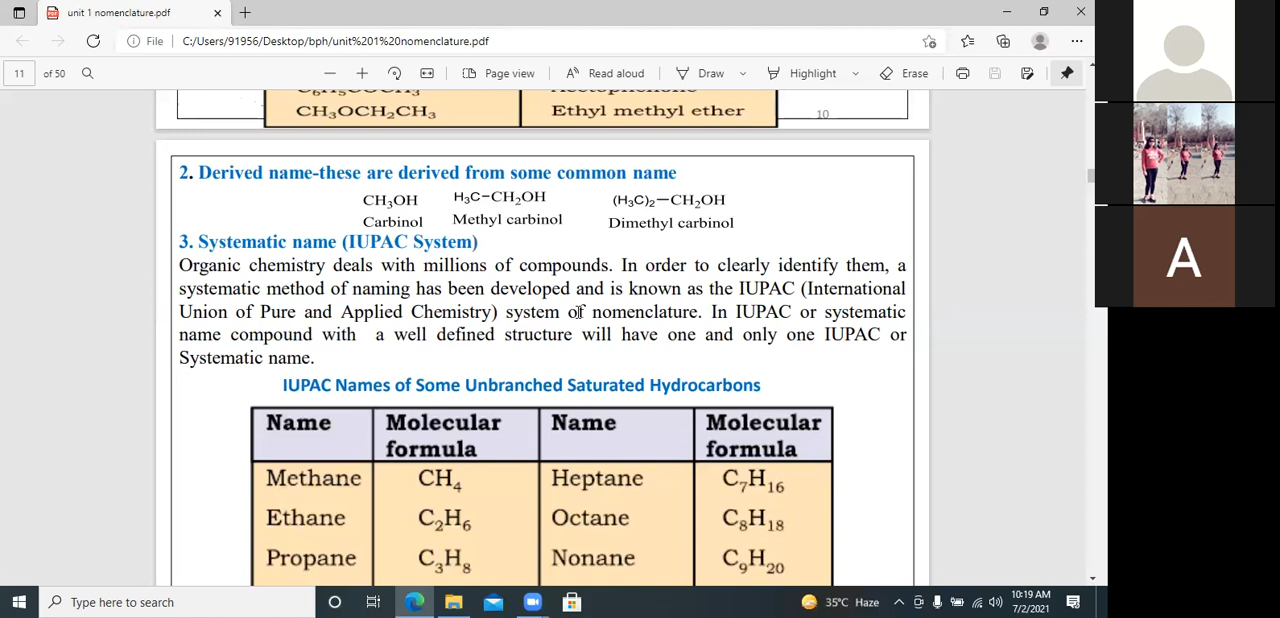 unit 1 nomenclature.pdf
File C:/Users/91956/Desktop/bph/unit%201%20nomenclature.pdf
11 of 50 Page view Read aloud Draw Highlight Erase
CH₃OCH₂CH₃ Ethyl methyl ether 10
2. Derived name-these are derived from some common name
CH₃OH H₃C−CH₂OH (H₃C)₂—CH₂OH
Carbinol Methyl carbinol Dimethyl carbinol
3. Systematic name (IUPAC System)
Organic chemistry deals with millions of compounds. In order to clearly identify them, a
systematic method of naming has been developed and is known as the IUPAC (International
Union of Pure and Applied Chemistry) system of nomenclature. In IUPAC or systematic
name compound with a well defined structure will have one and only one IUPAC or
Systematic name.
IUPAC Names of Some Unbranched Saturated Hydrocarbons
Name Molecular formula Name Molecular formula
Methane CH₄ Heptane C₇H₁₆
Ethane C₂H₆ Octane C₈H₁₈
Propane C₃H₈ Nonane C₉H₂₀
A
Type here to search
35°C Haze
10:19 AM
7/2/2021